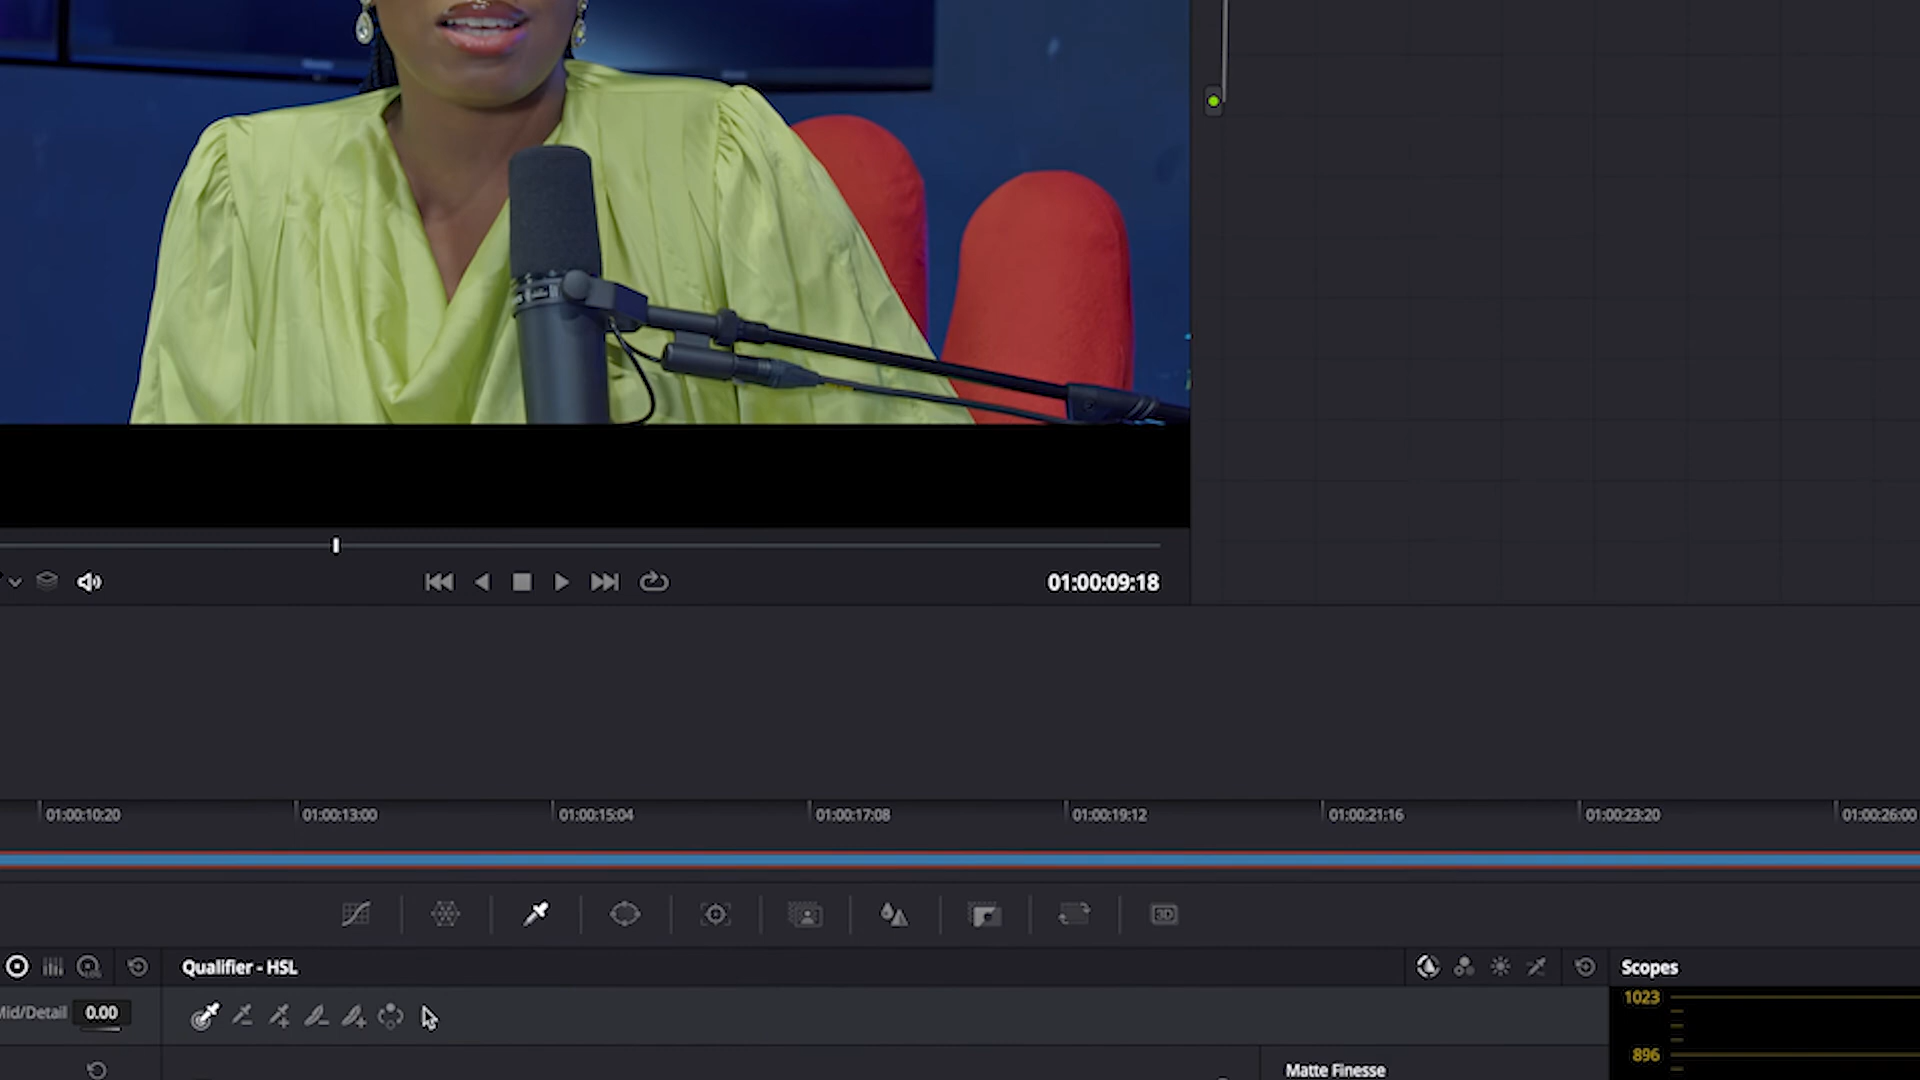 01:00:09:18
01:00:10:20 01:00:13:00 01:00:15:04 01:00:17:08 01:00:19:12 01:00:21:16 01:00:23:20 01:00:26:00
3D
Qualifier - HSL
Scopes
Mid/Detail 0.00
1023
896
Matte Finesse